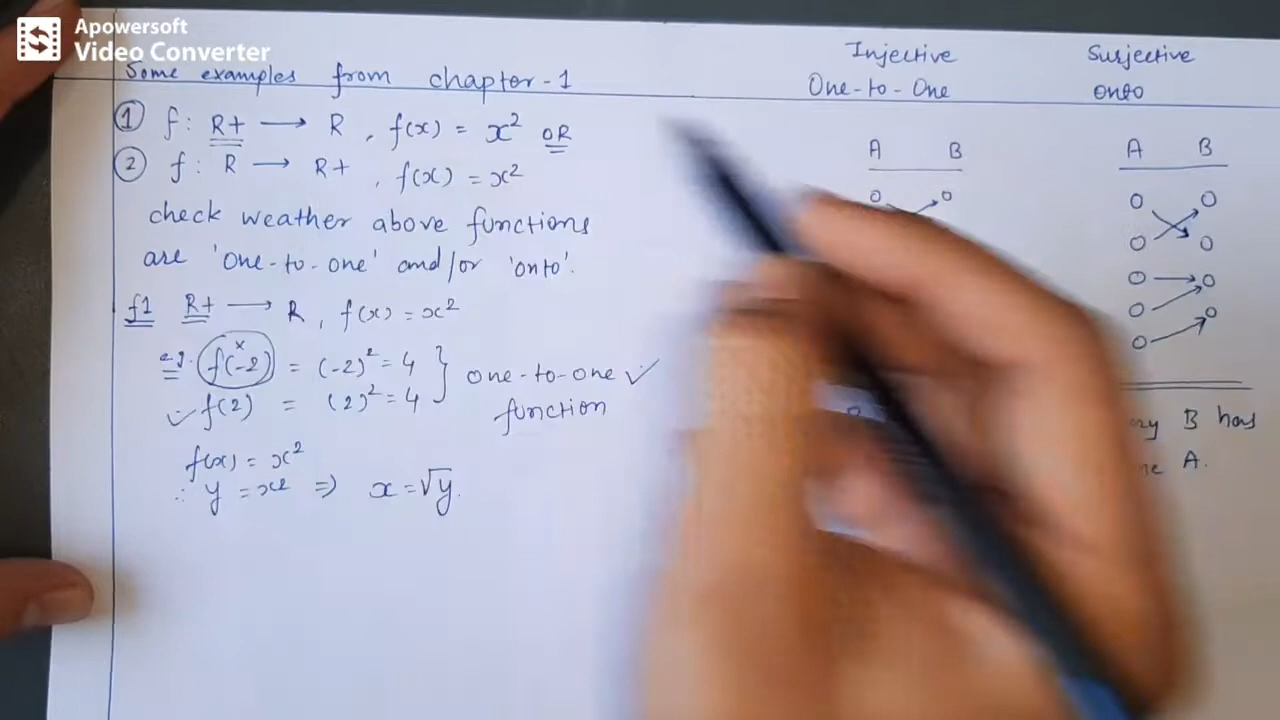 Apowersoft
Video Converter
Some examples from chapter-1
① f: R+ → R, f(x) = x² OR
② f: R → R+, f(x) = x²
check weather above functions
are 'one-to-one' and/or 'onto'.
f1 R+ → R, f(x) = x²
e.g. f(-2) = (-2)² = 4
✓ f(2) = (2)² = 4 } one-to-one ✓
function
f(x) = x²
∴ y = x² ⇒ x = √y.
Injective
One-to-One
A B
Surjective
onto
A B
B has
A.